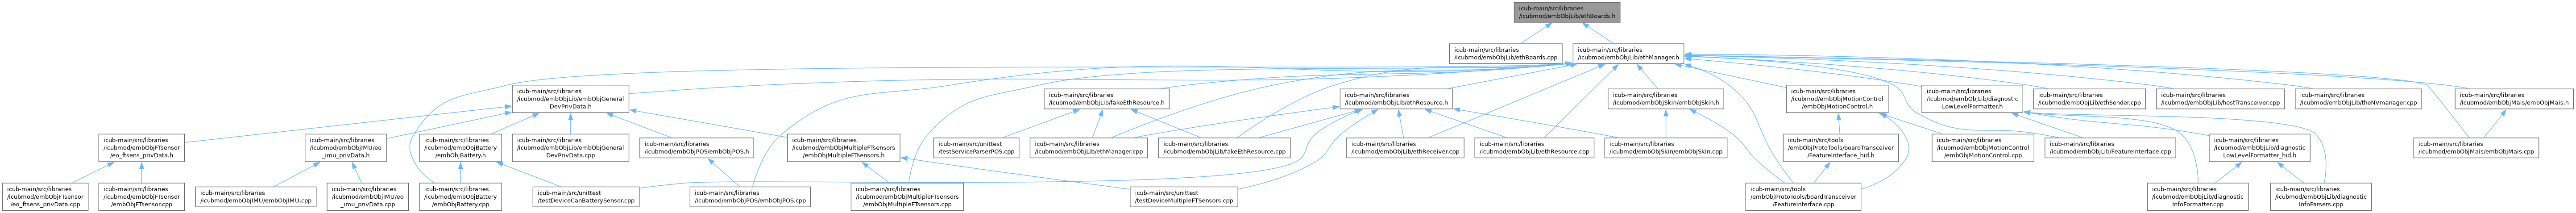 icub-main/src/libraries
/icubmod/embObjLib/ethBoards.h
icub-main/src/libraries
/icubmod/embObjLib/ethBoards.cpp
icub-main/src/libraries
/icubmod/embObjLib/ethManager.h
icub-main/src/libraries
/icubmod/embObjLib/embObjGeneral
DevPrivData.h
icub-main/src/libraries
/icubmod/embObjLib/fakeEthResource.h
icub-main/src/libraries
/icubmod/embObjLib/ethResource.h
icub-main/src/libraries
/icubmod/embObjSkin/embObjSkin.h
icub-main/src/libraries
/icubmod/embObjMotionControl
/embObjMotionControl.h
icub-main/src/libraries
/icubmod/embObjLib/diagnostic
LowLevelFormatter.h
icub-main/src/libraries
/icubmod/embObjLib/ethSender.cpp
icub-main/src/libraries
/icubmod/embObjLib/hostTransceiver.cpp
icub-main/src/libraries
/icubmod/embObjLib/theNVmanager.cpp
icub-main/src/libraries
/icubmod/embObjMais/embObjMais.h
icub-main/src/libraries
/icubmod/embObjFTsensor
/eo_ftsens_privData.h
icub-main/src/libraries
/icubmod/embObjIMU/eo
_imu_privData.h
icub-main/src/libraries
/icubmod/embObjBattery
/embObjBattery.h
icub-main/src/libraries
/icubmod/embObjLib/embObjGeneral
DevPrivData.cpp
icub-main/src/libraries
/icubmod/embObjPOS/embObjPOS.h
icub-main/src/libraries
/icubmod/embObjMultipleFTsensors
/embObjMultipleFTsensors.h
icub-main/src/unittest
/testServiceParserPOS.cpp
icub-main/src/libraries
/icubmod/embObjLib/ethManager.cpp
icub-main/src/libraries
/icubmod/embObjLib/fakeEthResource.cpp
icub-main/src/libraries
/icubmod/embObjLib/ethReceiver.cpp
icub-main/src/libraries
/icubmod/embObjLib/ethResource.cpp
icub-main/src/libraries
/icubmod/embObjSkin/embObjSkin.cpp
icub-main/src/tools
/embObjProtoTools/boardTransceiver
/FeatureInterface_hid.h
icub-main/src/libraries
/icubmod/embObjMotionControl
/embObjMotionControl.cpp
icub-main/src/libraries
/icubmod/embObjLib/FeatureInterface.cpp
icub-main/src/libraries
/icubmod/embObjLib/diagnostic
LowLevelFormatter_hid.h
icub-main/src/libraries
/icubmod/embObjMais/embObjMais.cpp
icub-main/src/libraries
/icubmod/embObjFTsensor
/eo_ftsens_privData.cpp
icub-main/src/libraries
/icubmod/embObjFTsensor
/embObjFTsensor.cpp
icub-main/src/libraries
/icubmod/embObjIMU/embObjIMU.cpp
icub-main/src/libraries
/icubmod/embObjIMU/eo
_imu_privData.cpp
icub-main/src/libraries
/icubmod/embObjBattery
/embObjBattery.cpp
icub-main/src/unittest
/testDeviceCanBatterySensor.cpp
icub-main/src/libraries
/icubmod/embObjPOS/embObjPOS.cpp
icub-main/src/libraries
/icubmod/embObjMultipleFTsensors
/embObjMultipleFTsensors.cpp
icub-main/src/unittest
/testDeviceMultipleFTSensors.cpp
icub-main/src/tools
/embObjProtoTools/boardTransceiver
/FeatureInterface.cpp
icub-main/src/libraries
/icubmod/embObjLib/diagnostic
InfoFormatter.cpp
icub-main/src/libraries
/icubmod/embObjLib/diagnostic
InfoParsers.cpp